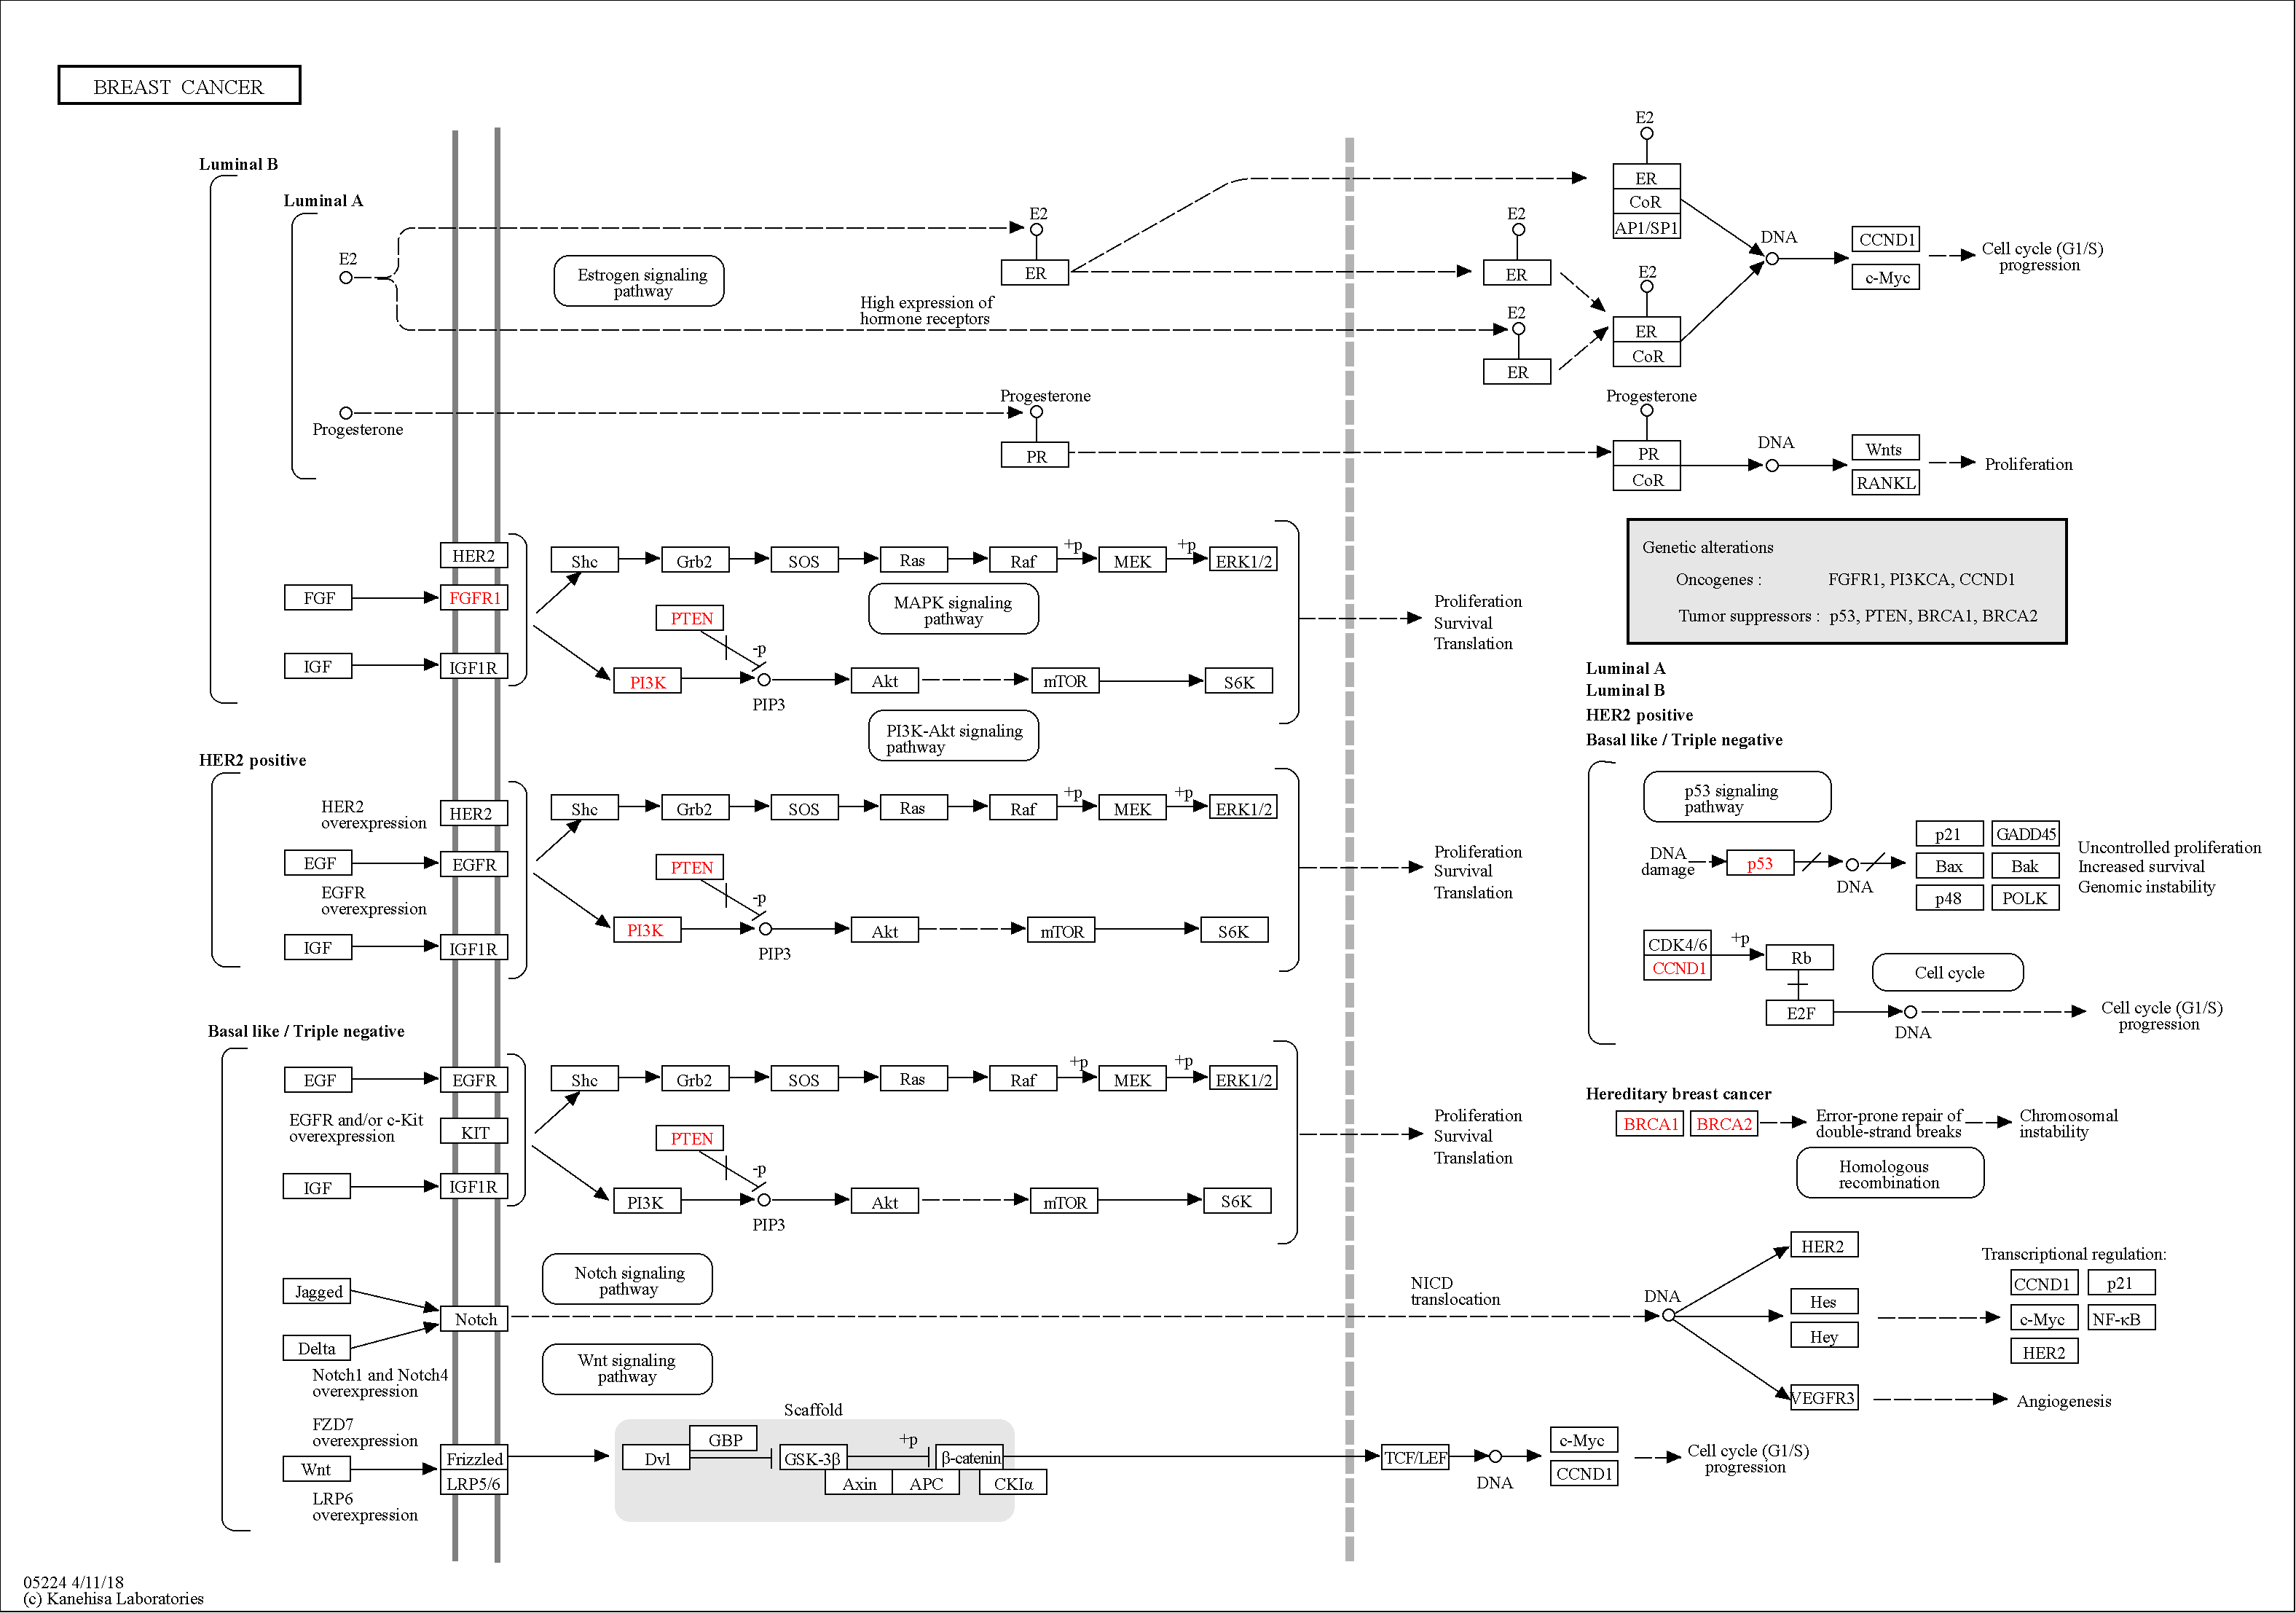 BREAST CANCER
Luminal B
Luminal A
E2
Estrogen signaling
pathway
High expression of
hormone receptors
E2
ER
E2
ER
E2
ER
E2
ER
CoR
AP1/SP1
E2
ER
CoR
DNA
CCND1
c-Myc
Cell cycle (G1/S)
progression
Progesterone
Progesterone
PR
Progesterone
PR
CoR
DNA
Wnts
RANKL
Proliferation
HER2
FGF
FGFR1
IGF
IGF1R
Shc
Grb2
SOS
Ras
Raf
+p
MEK
+p
ERK1/2
MAPK signaling
pathway
PTEN
-p
PI3K
PIP3
Akt
mTOR
S6K
PI3K-Akt signaling
pathway
Proliferation
Survival
Translation
Genetic alterations
Oncogenes : FGFR1, PI3KCA, CCND1
Tumor suppressors : p53, PTEN, BRCA1, BRCA2
HER2 positive
HER2
overexpression
HER2
EGF
EGFR
EGFR
overexpression
IGF
IGF1R
Shc
Grb2
SOS
Ras
Raf
+p
MEK
+p
ERK1/2
PTEN
-p
PI3K
PIP3
Akt
mTOR
S6K
Proliferation
Survival
Translation
Luminal A
Luminal B
HER2 positive
Basal like / Triple negative
p53 signaling
pathway
DNA
damage
p53
DNA
p21
GADD45
Bax
Bak
p48
POLK
Uncontrolled proliferation
Increased survival
Genomic instability
CDK4/6
CCND1
+p
Rb
E2F
Cell cycle
DNA
Cell cycle (G1/S)
progression
Basal like / Triple negative
EGF
EGFR
EGFR and/or c-Kit
overexpression
KIT
IGF
IGF1R
Shc
Grb2
SOS
Ras
Raf
+p
MEK
+p
ERK1/2
PTEN
-p
PI3K
PIP3
Akt
mTOR
S6K
Proliferation
Survival
Translation
Hereditary breast cancer
BRCA1
BRCA2
Error-prone repair of
double-strand breaks
Chromosomal
instability
Homologous
recombination
Jagged
Delta
Notch
Notch1 and Notch4
overexpression
Notch signaling
pathway
NICD
translocation
DNA
HER2
Hes
Hey
VEGFR3
Transcriptional regulation:
CCND1
p21
c-Myc
NF-κB
HER2
Angiogenesis
Wnt signaling
pathway
FZD7
overexpression
Wnt
LRP6
overexpression
Frizzled
LRP5/6
Scaffold
Dvl
GBP
GSK-3β
+p
β-catenin
Axin
APC
CKIα
TCF/LEF
DNA
c-Myc
CCND1
Cell cycle (G1/S)
progression
05224 4/11/18
(c) Kanehisa Laboratories